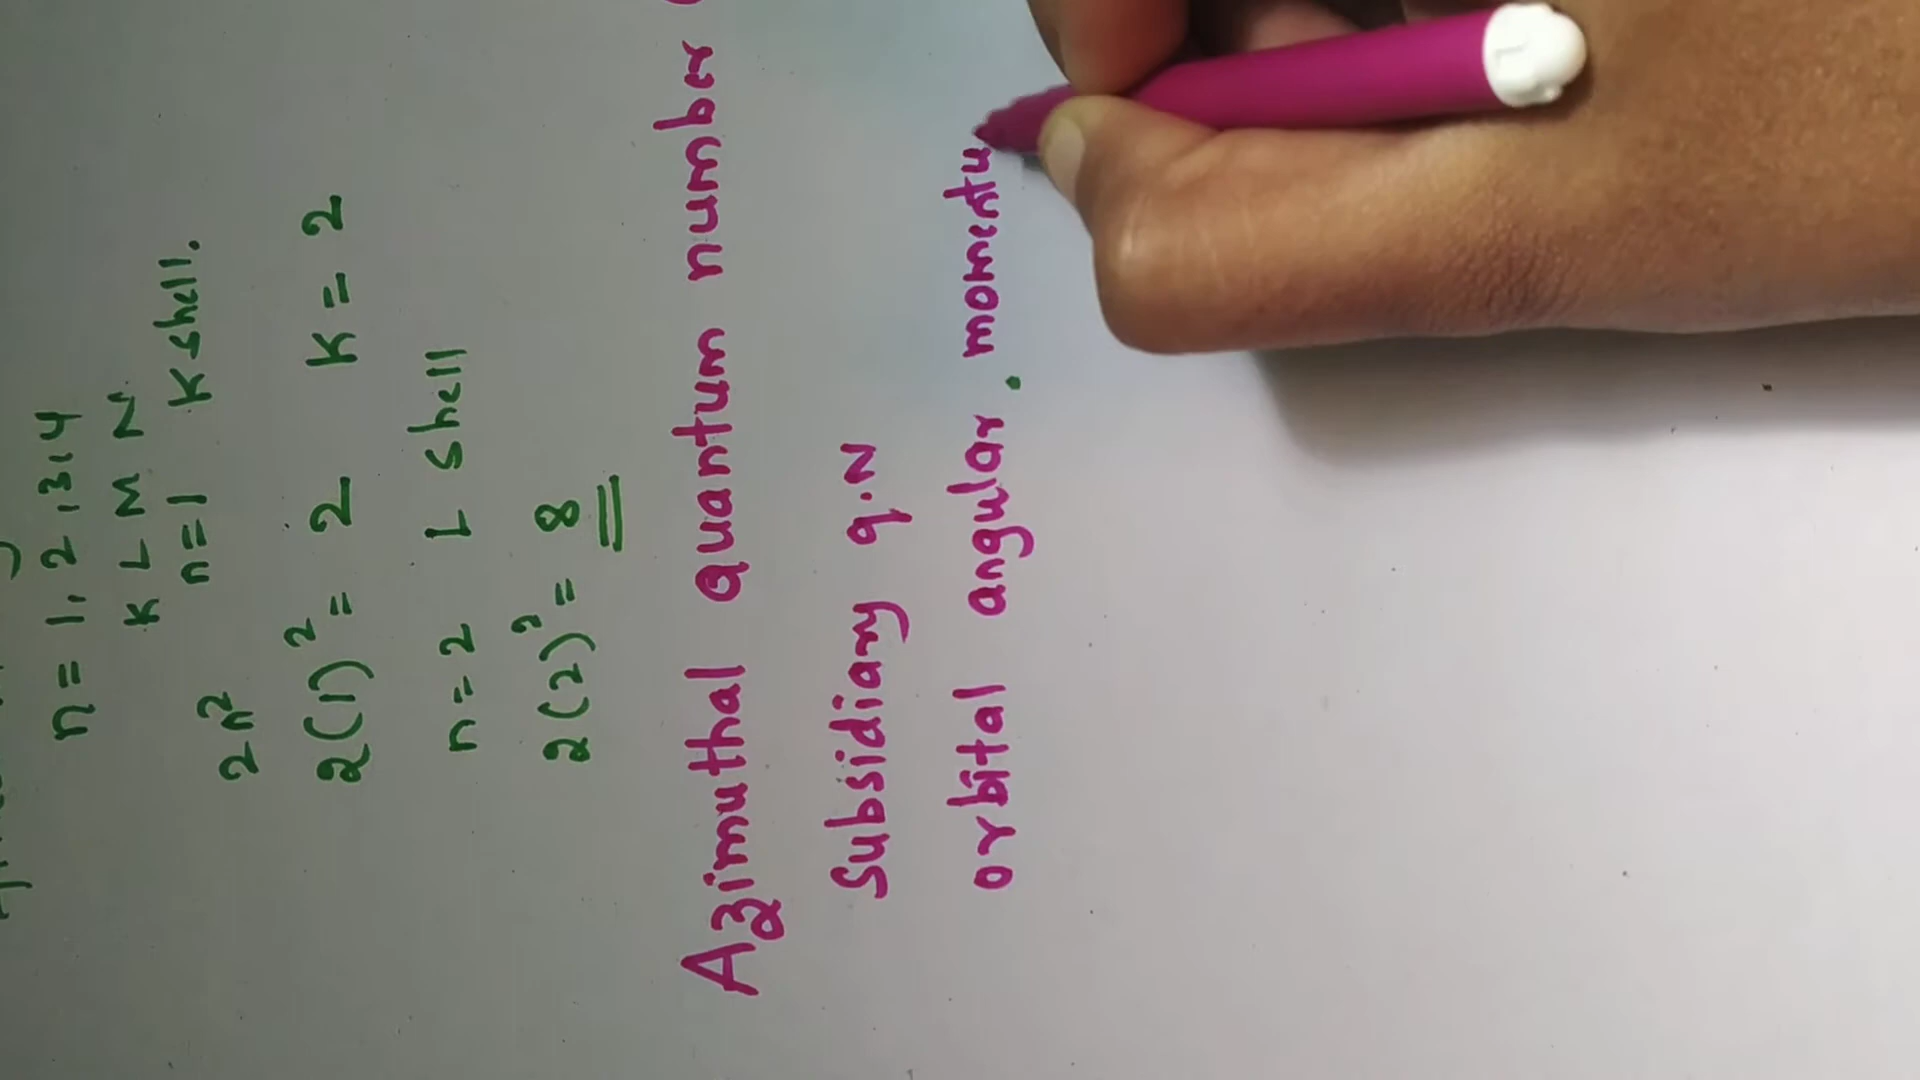 n = 1, 2, 3, 4
K L M N
n=1 K shell.
2n²
2(1)² = 2 K = 2
n=2 L shell
2(2)² = 8
Azimuthal quantum number (
Subsidiary q.N
orbital angular momentu